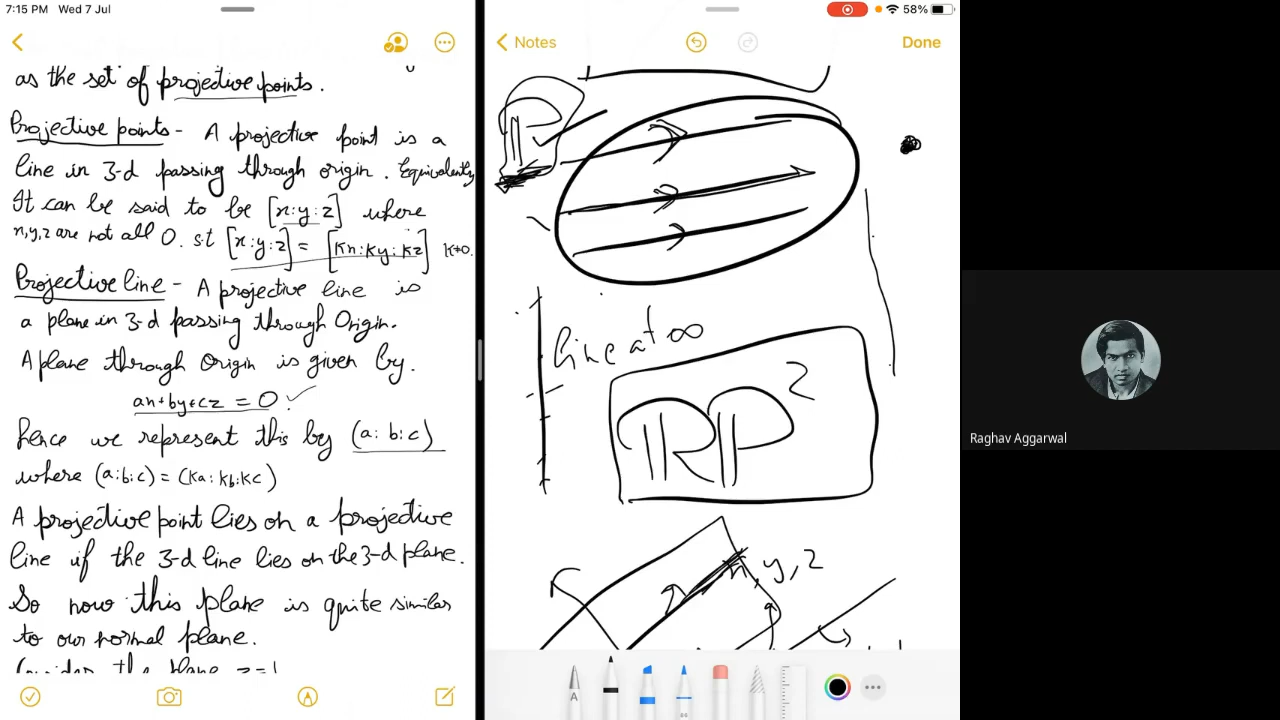 7:15 PM Wed 7 Jul
58%
as the set of projective points.
Projective points - A projective point is a
line in 3-d passing through origin. Equivalently
It can be said to be [x:y:z] where
x,y,z are not all 0. s.t [x:y:z] = [kx:ky:kz] k≠0.
Projective line - A projective line is
a plane in 3-d passing through Origin.
A plane through Origin is given by.
ax+by+cz = 0
hence we represent this by (a:b:c)
where (a:b:c) = (ka:kb:kc)
A projective point lies on a projective
line if the 3-d line lies on the 3-d plane.
So now this plane is quite similar
to our normal plane.
Consider the plane z=1
Notes
Done
P
line at ∞
RP²
x, y, z
A
Raghav Aggarwal